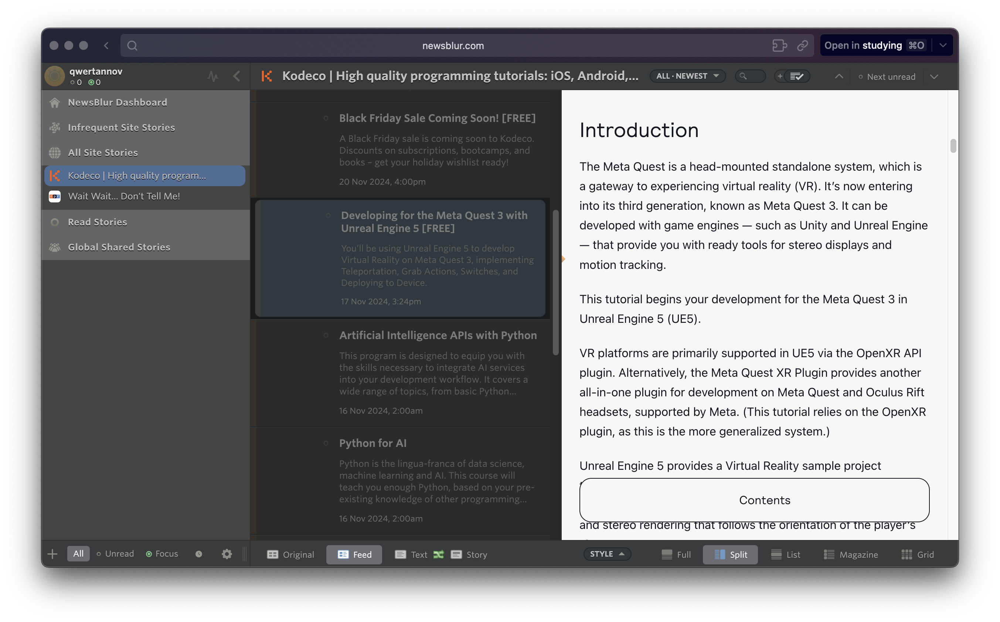 newsblur.com
Open in studying ⌘O
qwertannov
0 0
Kodeco | High quality programming tutorials: iOS, Android,...
ALL · NEWEST
Next unread
NewsBlur Dashboard
Infrequent Site Stories
All Site Stories
Kodeco | High quality program...
npr
Wait Wait... Don't Tell Me!
Read Stories
Global Shared Stories
Black Friday Sale Coming Soon! [FREE]
A Black Friday sale is coming soon to Kodeco.
Discounts on subscriptions, bootcamps, and
books – get your holiday wishlist ready!
20 Nov 2024, 4:00pm
Developing for the Meta Quest 3 with
Unreal Engine 5 [FREE]
You’ll be using Unreal Engine 5 to develop
Virtual Reality on Meta Quest 3, implementing
Teleportation, Grab Actions, Switches, and
Deploying to Device.
17 Nov 2024, 3:24pm
Artificial Intelligence APIs with Python
This program is designed to equip you with
the skills necessary to integrate AI services
into your development workflow. It covers a
wide range of topics, from basic Python...
16 Nov 2024, 2:00am
Python for AI
Python is the lingua-franca of data science,
machine learning and AI. This course will
teach you enough Python, based on your pre-
existing knowledge of other programming...
16 Nov 2024, 2:00am
Introduction
The Meta Quest is a head-mounted standalone system, which is
a gateway to experiencing virtual reality (VR). It’s now entering
into its third generation, known as Meta Quest 3. It can be
developed with game engines — such as Unity and Unreal Engine
— that provide you with ready tools for stereo displays and
motion tracking.
This tutorial begins your development for the Meta Quest 3 in
Unreal Engine 5 (UE5).
VR platforms are primarily supported in UE5 via the OpenXR API
plugin. Alternatively, the Meta Quest XR Plugin provides another
all-in-one plugin for development on Meta Quest and Oculus Rift
headsets, supported by Meta. (This tutorial relies on the OpenXR
plugin, as this is the more generalized system.)
Unreal Engine 5 provides a Virtual Reality sample project
Contents
and stereo rendering that follows the orientation of the player’s
All Unread Focus
Original Feed Text Story
STYLE Full Split List Magazine Grid